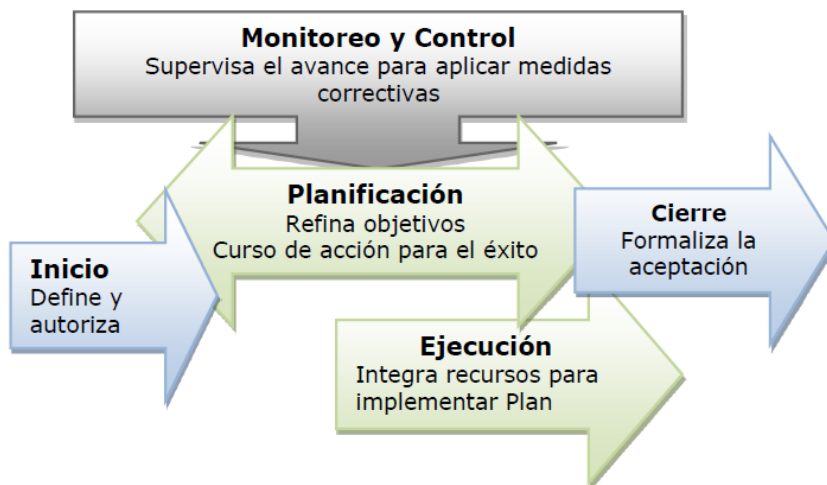 Monitoreo y Control
Supervisa el avance para aplicar medidas
correctivas
Planificación
Refina objetivos
Curso de acción para el éxito
Inicio
Define y
autoriza
Cierre
Formaliza la
aceptación
Ejecución
Integra recursos para
implementar Plan